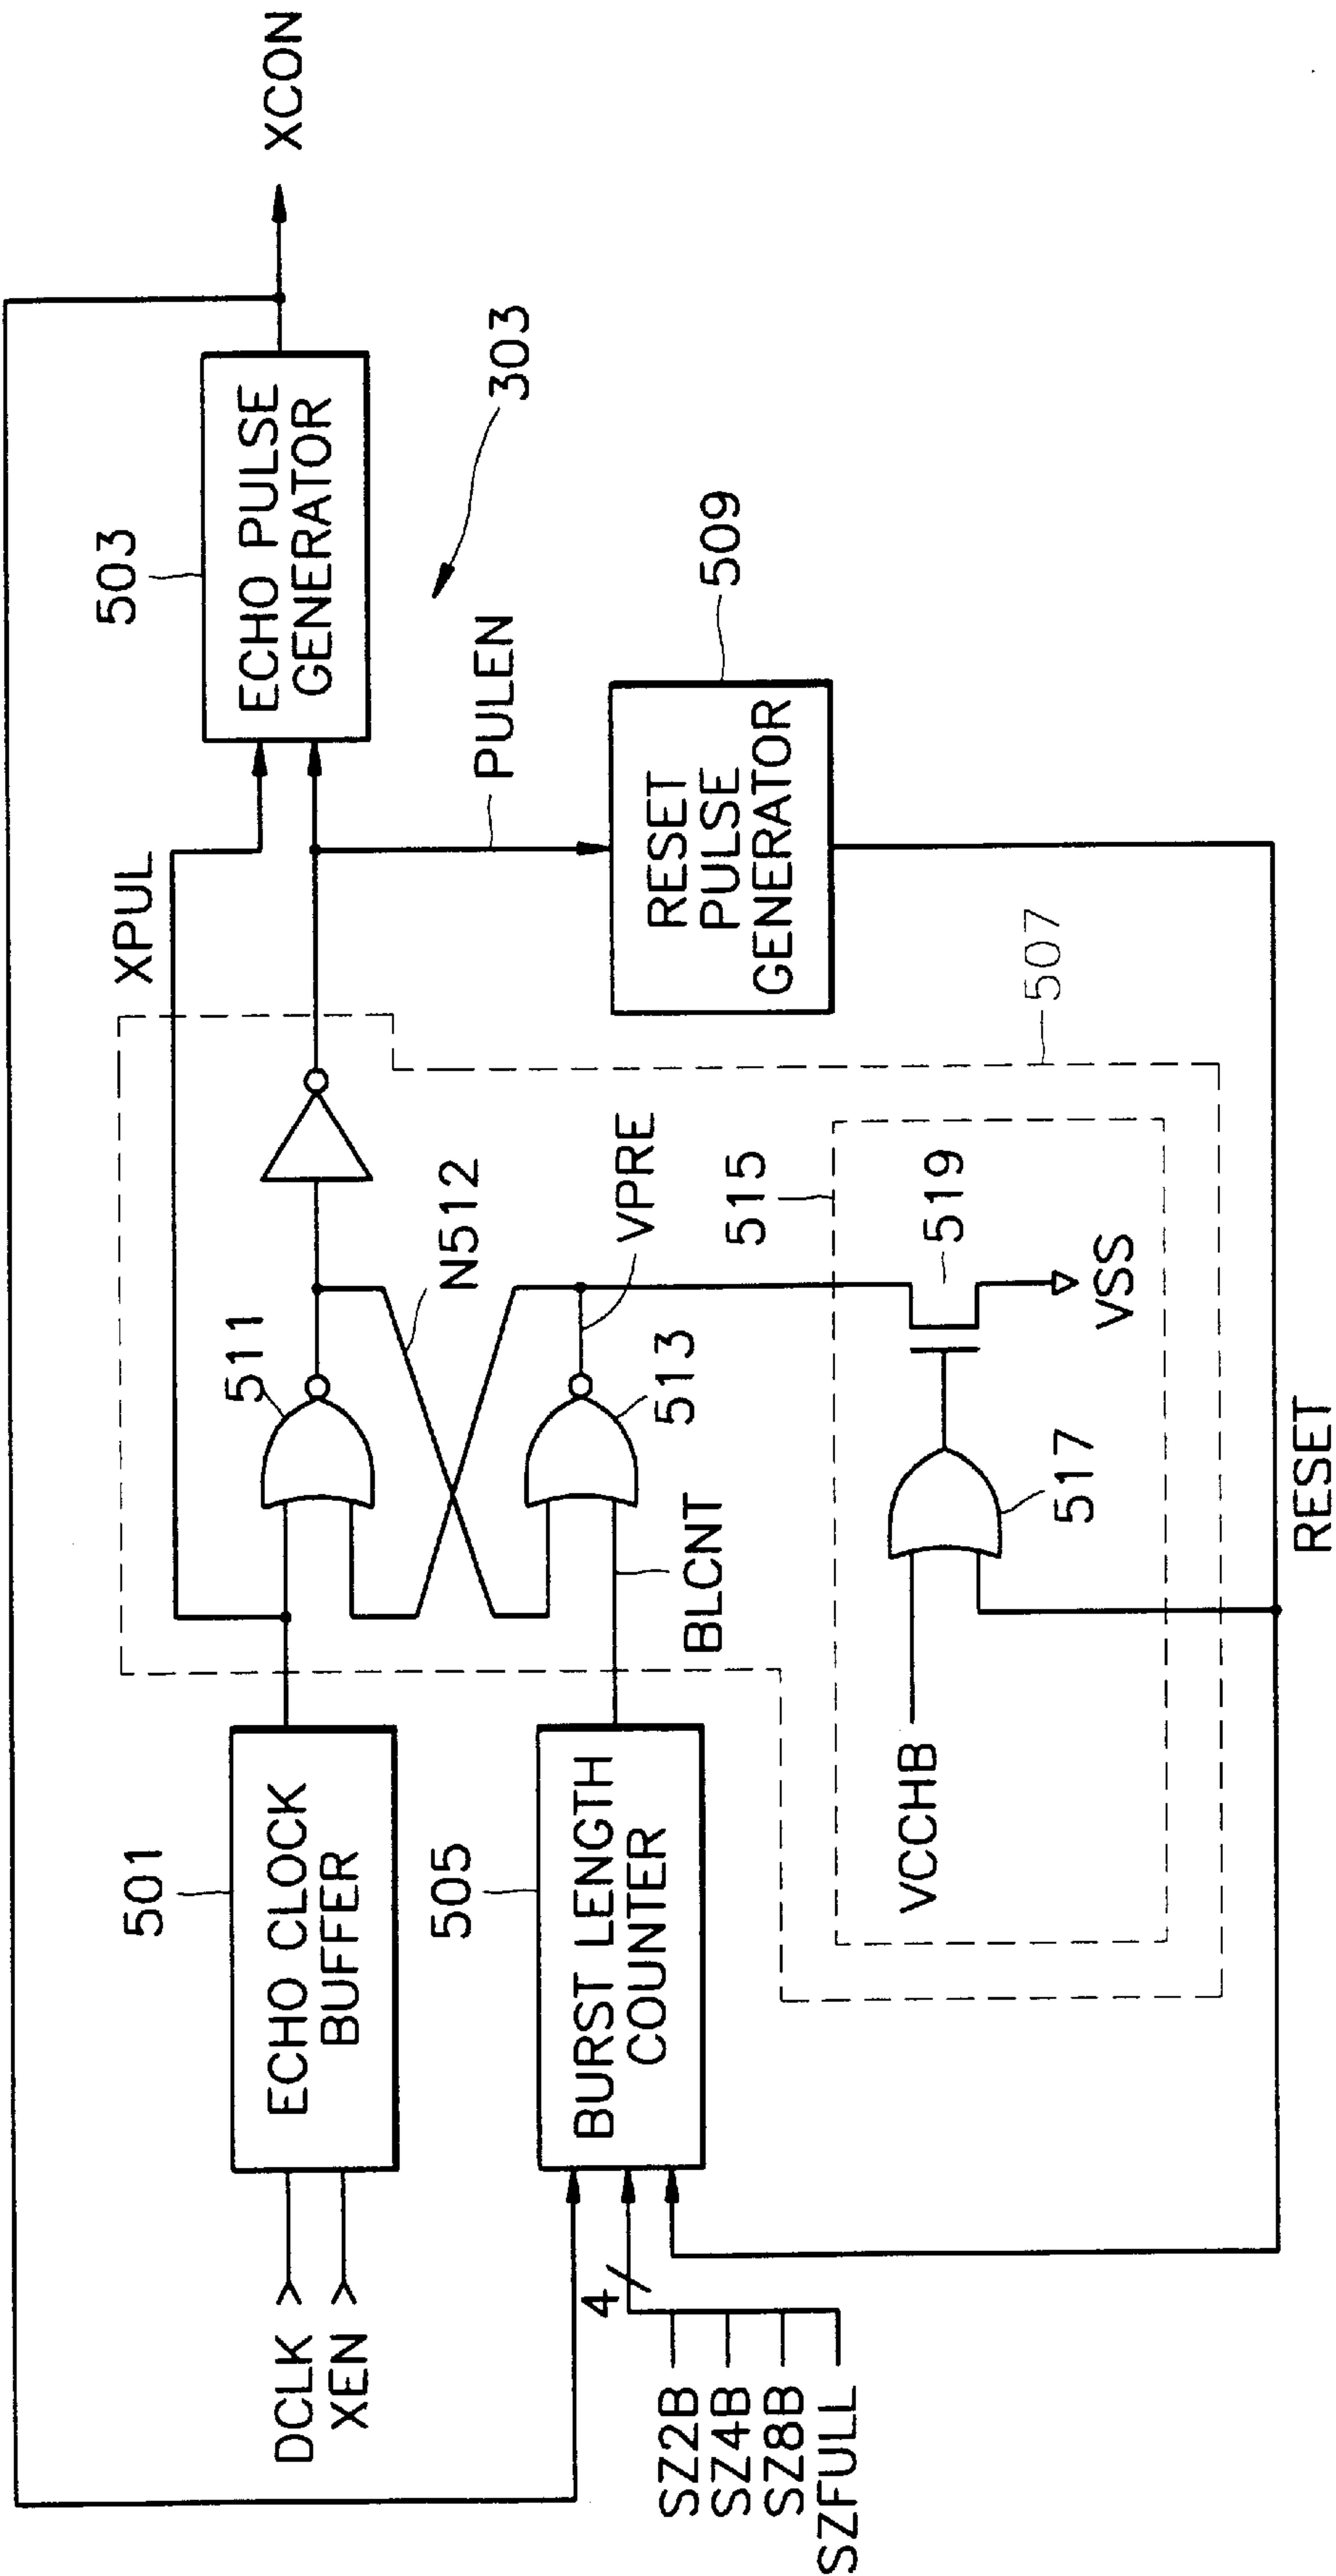 XCON
503
ECHO PULSE
GENERATOR
303
XPUL
PULEN
509
RESET
PULSE
GENERATOR
507
511
N512
VPRE
513
515
519
VSS
517
BLCNT
VCCHB
RESET
501
ECHO CLOCK
BUFFER
505
BURST LENGTH
COUNTER
DCLK
XEN
4
SZ2B
SZ4B
SZ8B
SZFULL